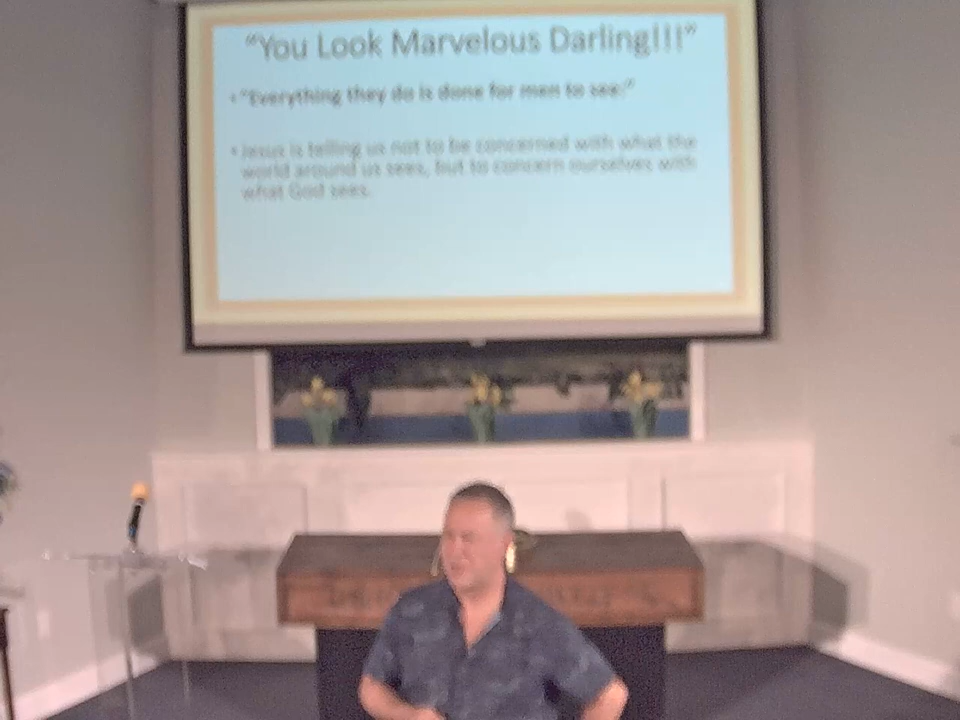 “You Look Marvelous Darling!!!”
• “Everything they do is done for men to see:”
• Jesus is telling us not to be concerned with what the
world around us sees, but to concern ourselves with
what God sees.